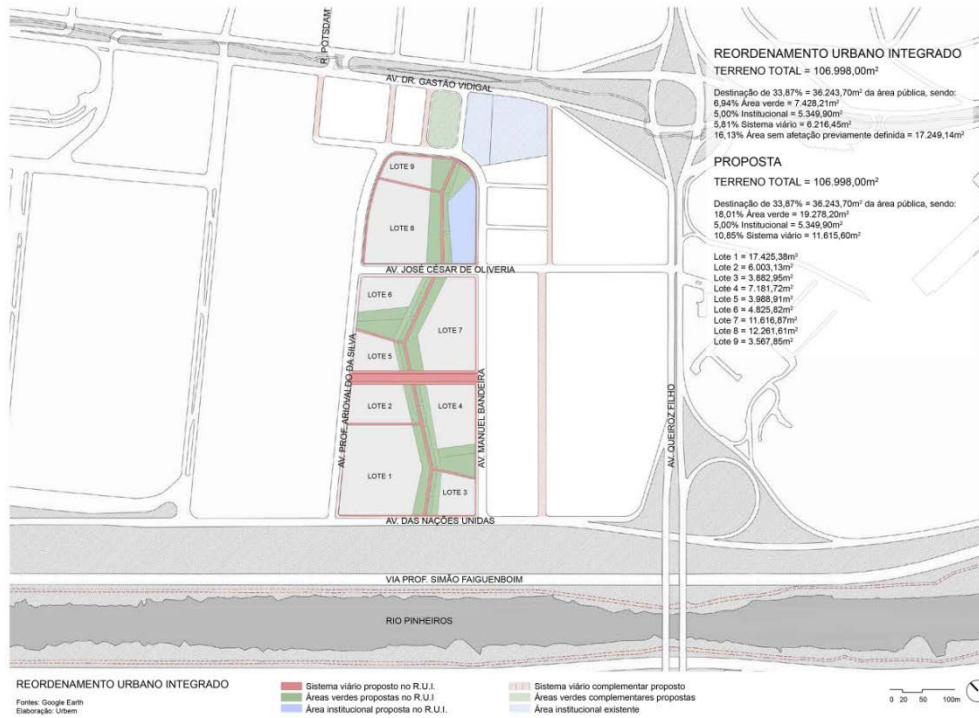 R. POTSDAM
AV. DR. GASTÃO VIDIGAL
REORDENAMENTO URBANO INTEGRADO
TERRENO TOTAL = 106.998,00m²
Destinação de 33,87% = 36.243,70m² da área pública, sendo:
6,94% Área verde = 7.428,21m²
5,00% Institucional = 5.349,90m²
5,81% Sistema viário = 6.216,45m²
16,13% Área sem afetação previamente definida = 17.249,14m²
PROPOSTA
TERRENO TOTAL = 106.998,00m²
Destinação de 33,87% = 36.243,70m² da área pública, sendo:
18,01% Área verde = 19.278,20m²
5,00% Institucional = 5.349,90m²
10,85% Sistema viário = 11.615,60m²
Lote 1 = 17.425,38m²
Lote 2 = 6.003,13m²
Lote 3 = 3.882,95m²
Lote 4 = 7.181,72m²
Lote 5 = 3.988,91m²
Lote 6 = 4.825,82m²
Lote 7 = 11.616,87m²
Lote 8 = 12.261,61m²
Lote 9 = 3.567,85m²
LOTE 9
LOTE 8
AV. JOSÉ CÉSAR DE OLIVERIA
LOTE 6
LOTE 7
LOTE 5
LOTE 2
LOTE 4
LOTE 1
LOTE 3
AV. PROF. ARIOVALDO DA SILVA
AV. MANUEL BANDEIRA
AV. QUEIROZ FILHO
AV. DAS NAÇÕES UNIDAS
VIA PROF. SIMÃO FAIGUENBOIM
RIO PINHEIROS
REORDENAMENTO URBANO INTEGRADO
Fontes: Google Earth
Elaboração: Urbem
Sistema viário proposto no R.U.I.
Áreas verdes propostas no R.U.I
Área institucional proposta no R.U.I.
Sistema viário complementar proposto
Áreas verdes complementares propostas
Área institucional existente
0 20 50 100m